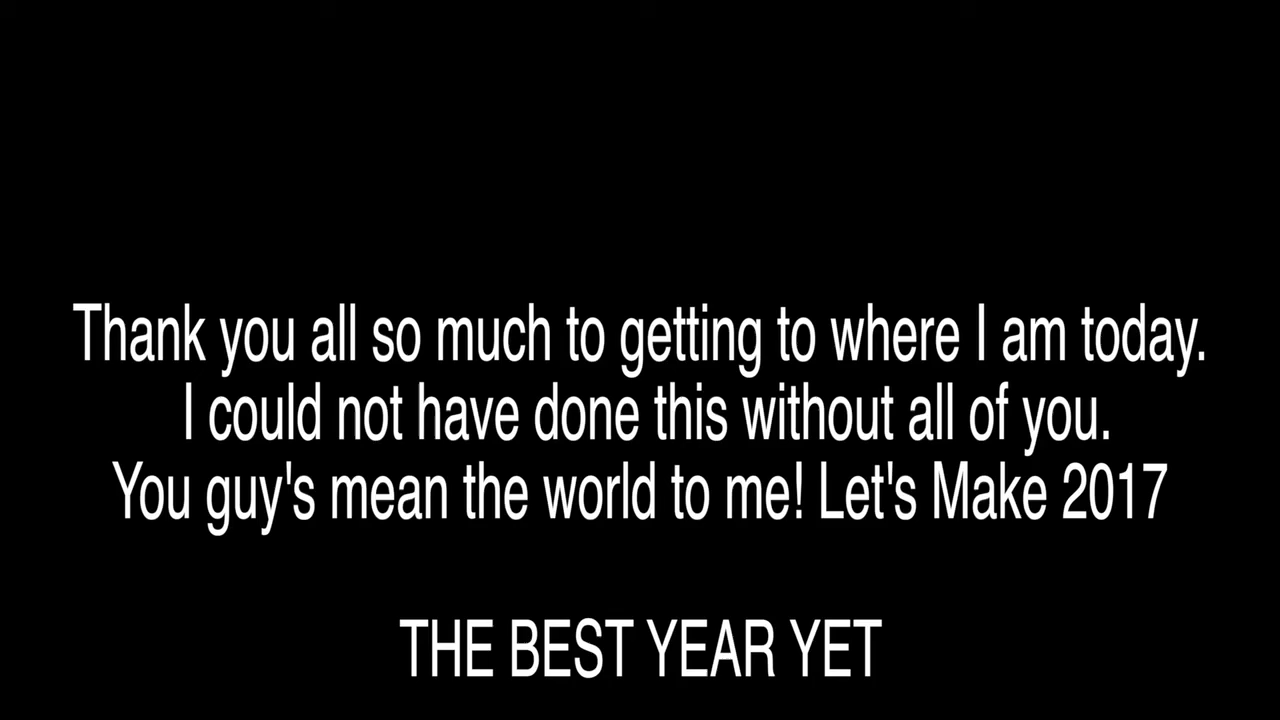 Thank you all so much to getting to where I am today.
I could not have done this without all of you.
You guy's mean the world to me! Let's Make 2017
THE BEST YEAR YET